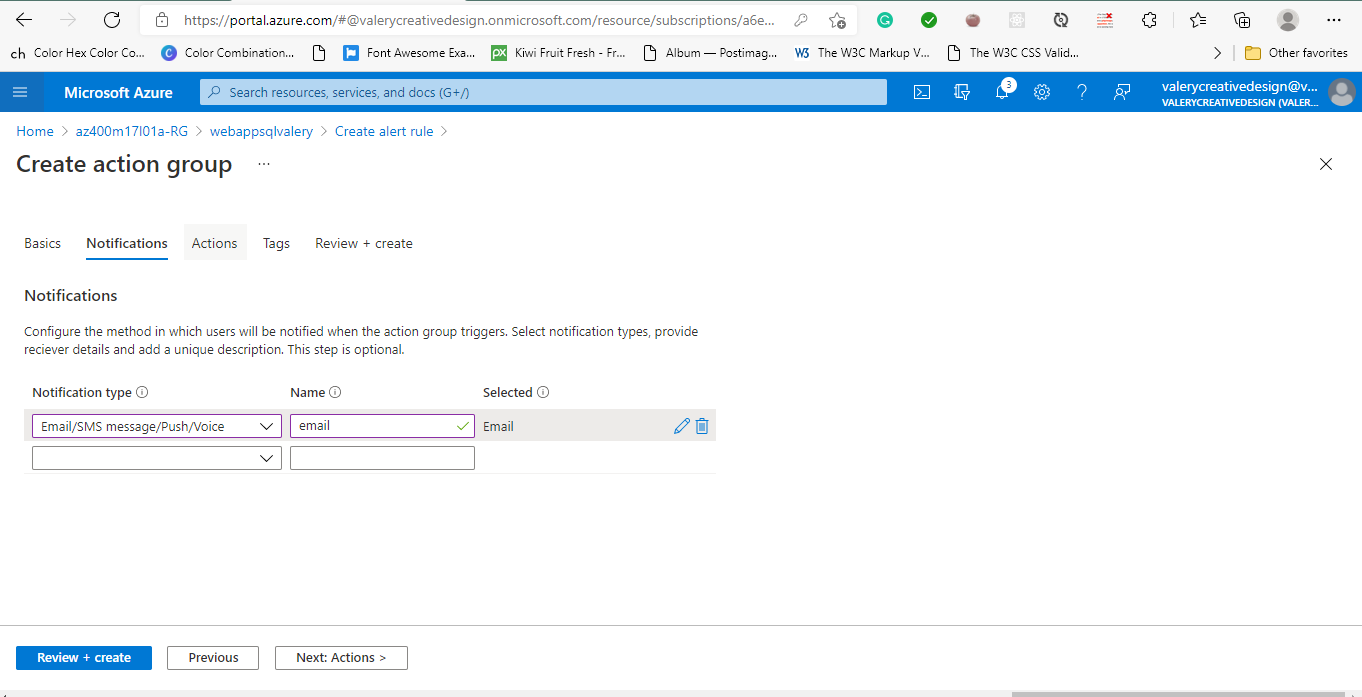 https://portal.azure.com/#@valerycreativedesign.onmicrosoft.com/resource/subscriptions/a6e...
ch Color Hex Color Co... C Color Combination... Font Awesome Exa... px Kiwi Fruit Fresh - Fr... Album — Postimag... W3 The W3C Markup V... The W3C CSS Valid... Other favorites
Microsoft Azure
Search resources, services, and docs (G+/)
3
valerycreativedesign@v...
VALERYCREATIVEDESIGN (VALER...
Home > az400m17l01a-RG > webappsqlvalery > Create alert rule >
Create action group ...
Basics Notifications Actions Tags Review + create
Notifications
Configure the method in which users will be notified when the action group triggers. Select notification types, provide
reciever details and add a unique description. This step is optional.
Notification type Name Selected
Email/SMS message/Push/Voice email Email
Review + create Previous Next: Actions >